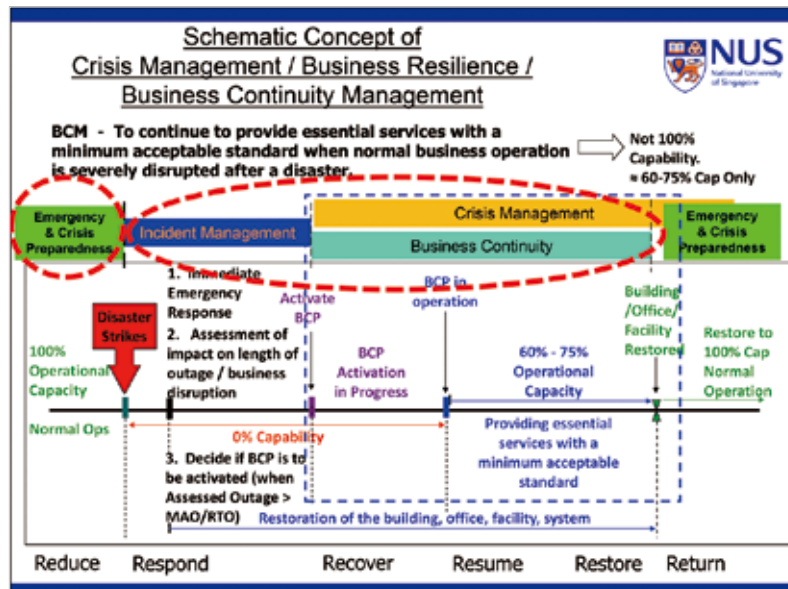 Schematic Concept of
Crisis Management / Business Resilience /
Business Continuity Management
NUS
National University
of Singapore
BCM - To continue to provide essential services with a
minimum acceptable standard when normal business operation
is severely disrupted after a disaster.
Not 100%
Capability.
≈ 60-75% Cap Only
Emergency
& Crisis
Preparedness
Incident Management
Crisis Management
Business Continuity
Emergency
& Crisis
Preparedness
Disaster
Strikes
1. Immediate
Emergency
Response
2. Assessment of
impact on length of
outage / business
disruption
Activate
BCP
BCP in
operation
Building
/Office/
Facility
Restored
100%
Operational
Capacity
BCP
Activation
in Progress
60% - 75%
Operational
Capacity
Restore to
100% Cap
Normal
Operation
Normal Ops
0% Capability
Providing essential
services with a
minimum acceptable
standard
3. Decide if BCP is to
be activated (when
Assessed Outage >
MAO/RTO)
Restoration of the building, office, facility, system
Reduce
Respond
Recover
Resume
Restore
Return